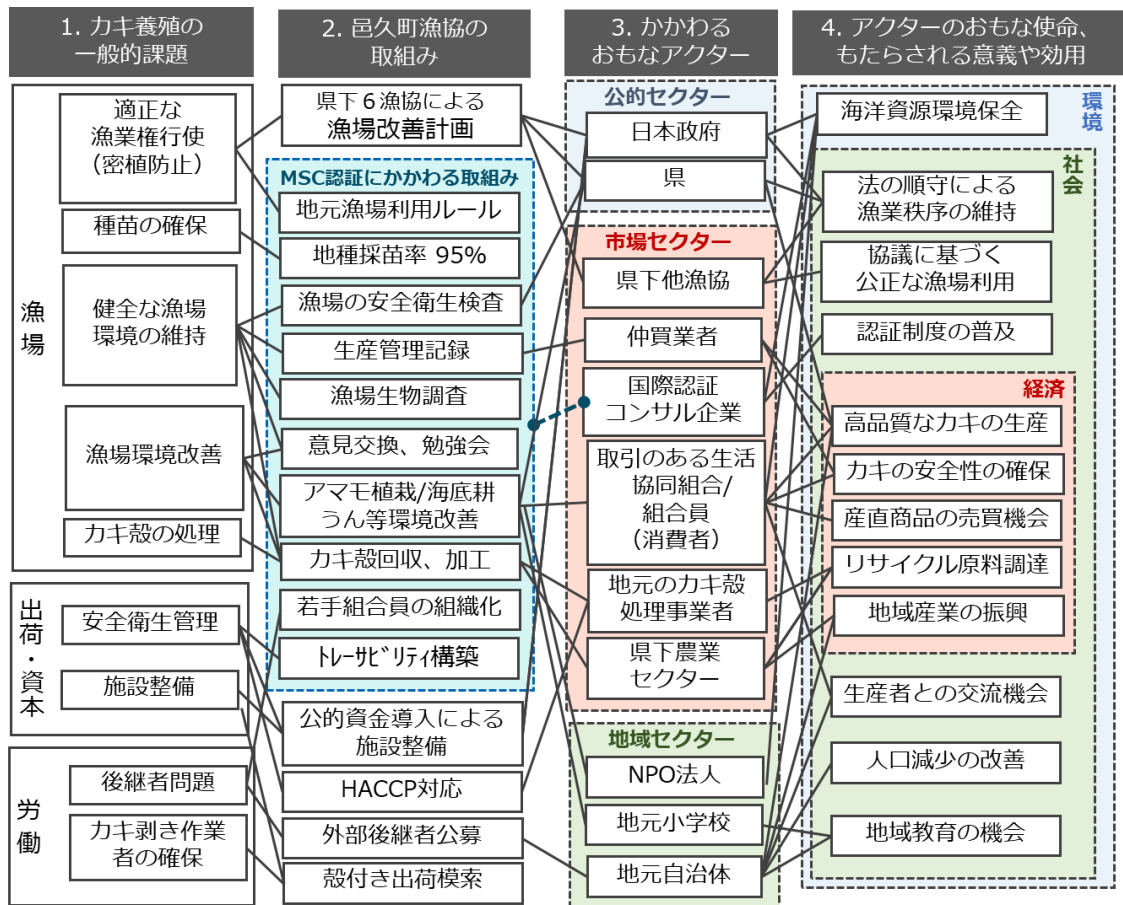 1. カキ養殖の
一般的課題
2. 邑久町漁協の
取組み
3. かかわる
おもなアクター
4. アクターのおもな使命、
もたらされる意義や効用
漁場
適正な
漁業権行使
（密植防止）
種苗の確保
健全な漁場
環境の維持
漁場環境改善
カキ殻の処理
出荷・資本
安全衛生管理
施設整備
労働
後継者問題
カキ剥き作業
者の確保
県下６漁協による
漁場改善計画
MSC認証にかかわる取組み
地元漁場利用ルール
地種採苗率 95%
漁場の安全衛生検査
生産管理記録
漁場生物調査
意見交換、勉強会
アマモ植栽/海底耕
うん等環境改善
カキ殻回収、加工
若手組合員の組織化
ﾄﾚｰｻﾋﾞﾘﾃｨ構築
公的資金導入による
施設整備
HACCP対応
外部後継者公募
殻付き出荷模索
公的セクター
日本政府
県
市場セクター
県下他漁協
仲買業者
国際認証
コンサル企業
取引のある生活
協同組合/
組合員
（消費者）
地元のカキ殻
処理事業者
県下農業
セクター
地域セクター
NPO法人
地元小学校
地元自治体
環境
海洋資源環境保全
社会
法の順守による
漁業秩序の維持
協議に基づく
公正な漁場利用
認証制度の普及
経済
高品質なカキの生産
カキの安全性の確保
産直商品の売買機会
リサイクル原料調達
地域産業の振興
生産者との交流機会
人口減少の改善
地域教育の機会